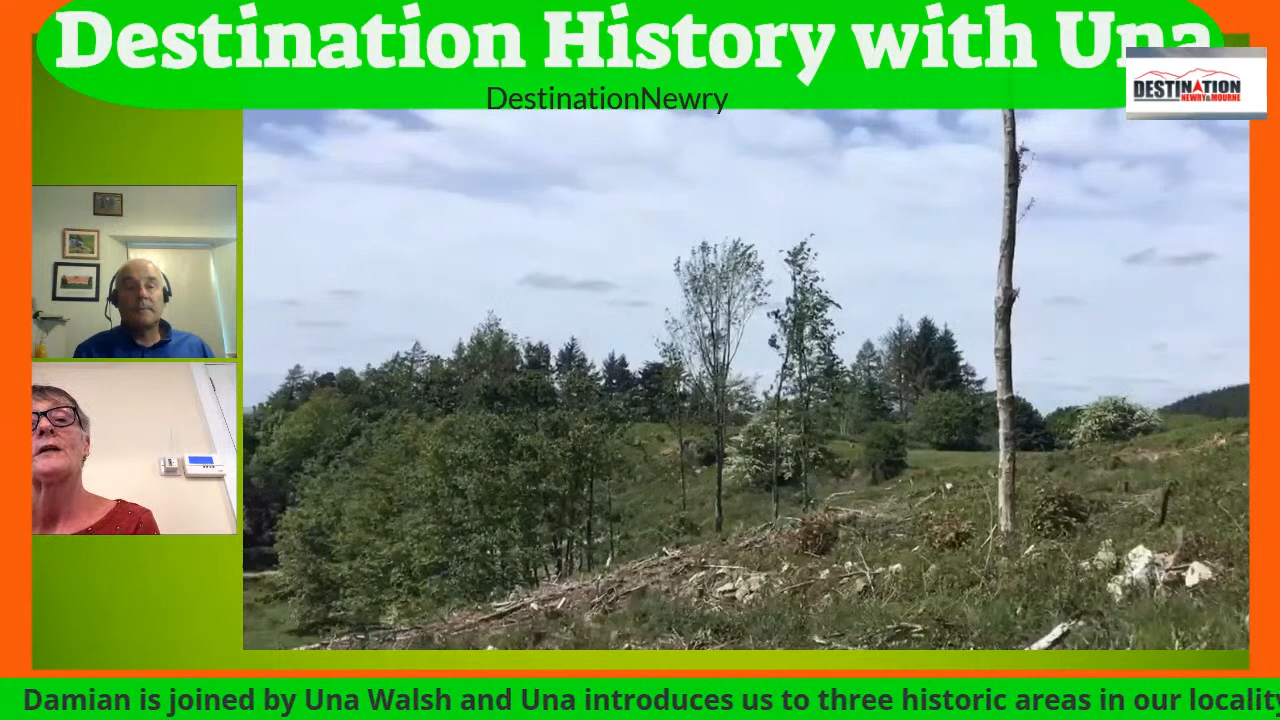 Destination History with Una
DestinationNewry
DESTINATION
NEWRY&MOURNE
Damian is joined by Una Walsh and Una introduces us to three historic areas in our locality